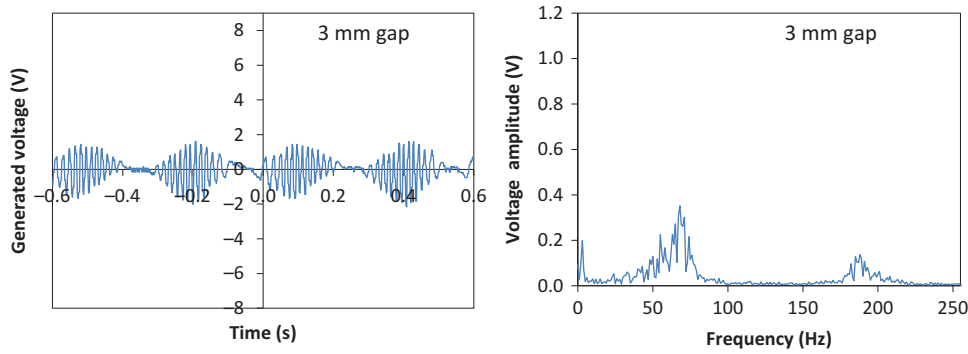 3 mm gap
Generated voltage (V)
8
6
4
2
0
−2
−4
−6
−8
−0.6 −0.4 −0.2 0.0 0.2 0.4 0.6
Time (s)
3 mm gap
Voltage amplitude (V)
1.2
1.0
0.8
0.6
0.4
0.2
0.0
0 50 100 150 200 250
Frequency (Hz)